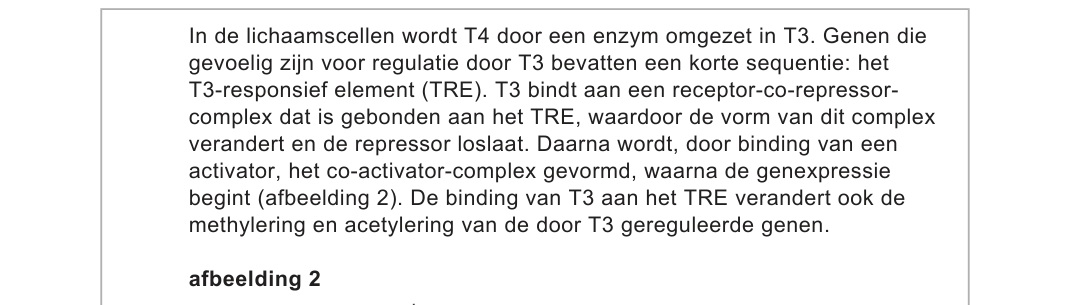 In de lichaamscellen wordt T4 door een enzym omgezet in T3. Genen die
gevoelig zijn voor regulatie door T3 bevatten een korte sequentie: het
T3-responsief element (TRE). T3 bindt aan een receptor-co-repressor-
complex dat is gebonden aan het TRE, waardoor de vorm van dit complex
verandert en de repressor loslaat. Daarna wordt, door binding van een
activator, het co-activator-complex gevormd, waarna de genexpressie
begint (afbeelding 2). De binding van T3 aan het TRE verandert ook de
methylering en acetylering van de door T3 gereguleerde genen.
afbeelding 2